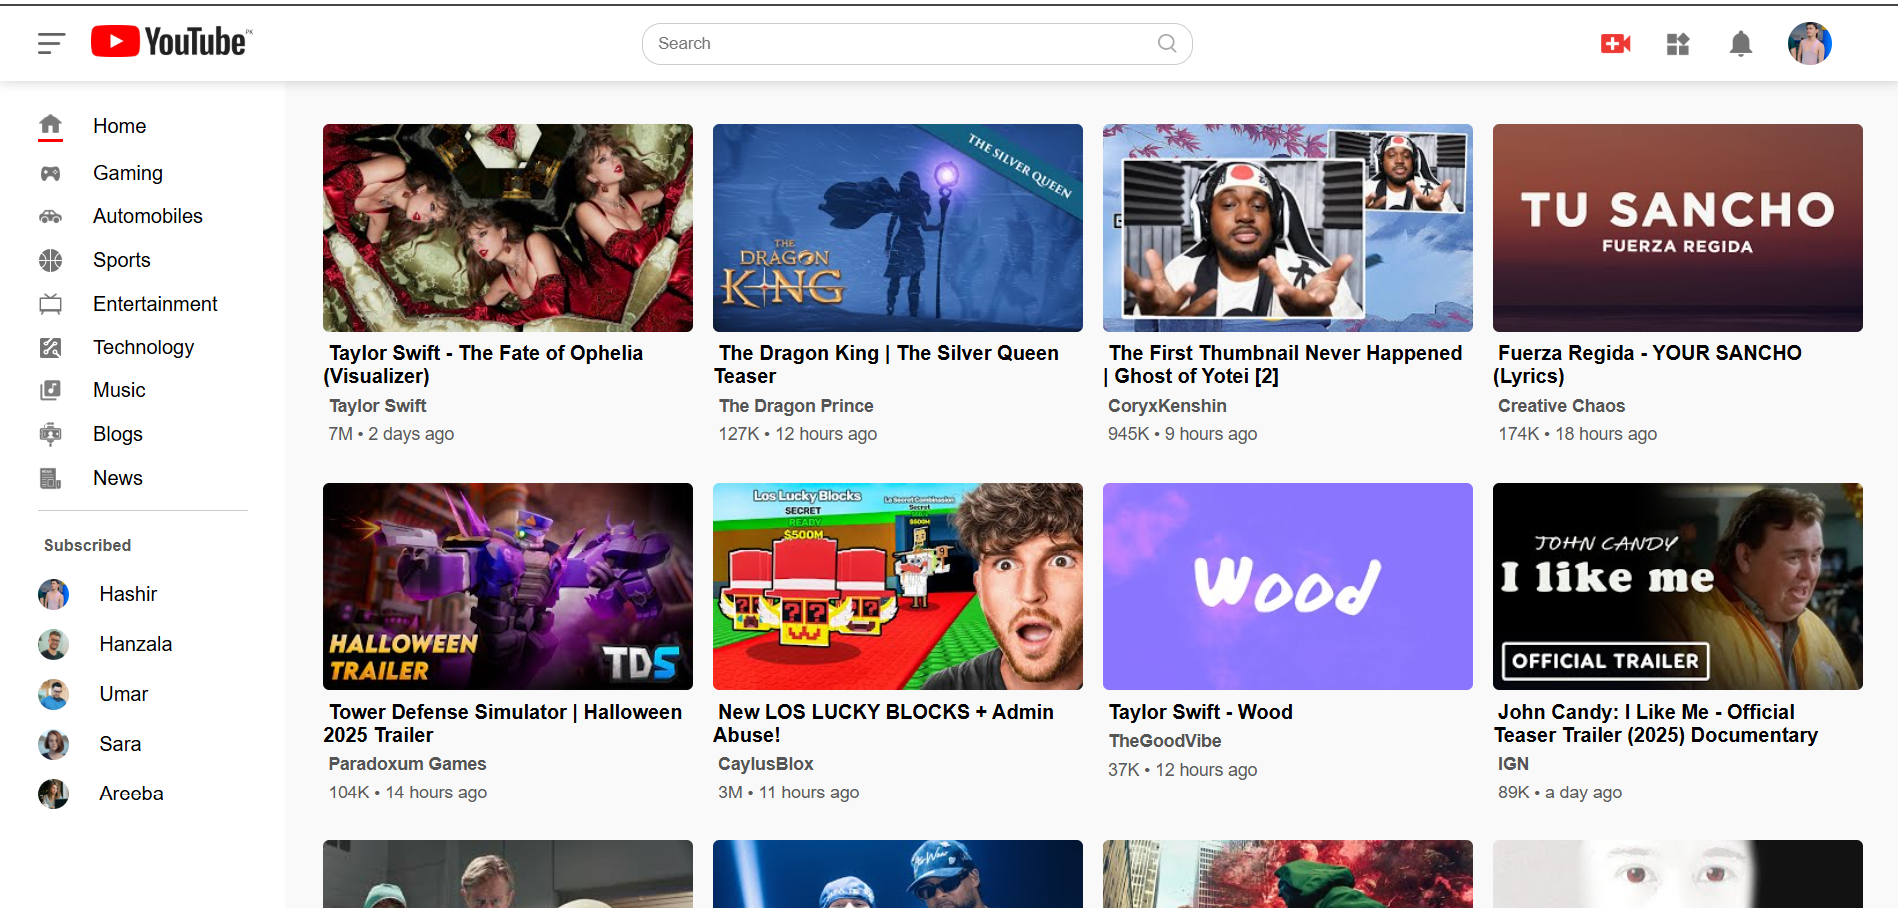 YouTube PK
Search
Home
Gaming
Automobiles
Sports
Entertainment
Technology
Music
Blogs
News
Subscribed
Hashir
Hanzala
Umar
Sara
Areeba
THE SILVER QUEEN
THE
DRAGON
KING
TU SANCHO
FUERZA REGIDA
Taylor Swift - The Fate of Ophelia
(Visualizer)
Taylor Swift
7M • 2 days ago
The Dragon King | The Silver Queen
Teaser
The Dragon Prince
127K • 12 hours ago
The First Thumbnail Never Happened
| Ghost of Yotei [2]
CoryxKenshin
945K • 9 hours ago
Fuerza Regida - YOUR SANCHO
(Lyrics)
Creative Chaos
174K • 18 hours ago
HALLOWEEN
TRAILER
TDS
Los Lucky Blocks
SECRET
READY
$500M
La Secret Combinasion
Secret
$500M
Wood
JOHN CANDY
I like me
OFFICIAL TRAILER
Tower Defense Simulator | Halloween
2025 Trailer
Paradoxum Games
104K • 14 hours ago
New LOS LUCKY BLOCKS + Admin
Abuse!
CaylusBlox
3M • 11 hours ago
Taylor Swift - Wood
TheGoodVibe
37K • 12 hours ago
John Candy: I Like Me - Official
Teaser Trailer (2025) Documentary
IGN
89K • a day ago